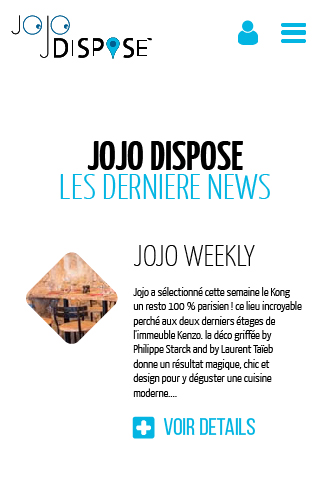 JOJO
DISPOSE™
JOJO DISPOSE
LES DERNIERE NEWS
JOJO WEEKLY
Jojo a sélectionné cette semaine le Kong
un resto 100 % parisien ! ce lieu incroyable
perché aux deux derniers étages de
l'immeuble Kenzo. la déco griffée by
Philippe Starck and by Laurent Taïeb
donne un résultat magique, chic et
design pour y déguster une cuisine
moderne....
VOIR DETAILS